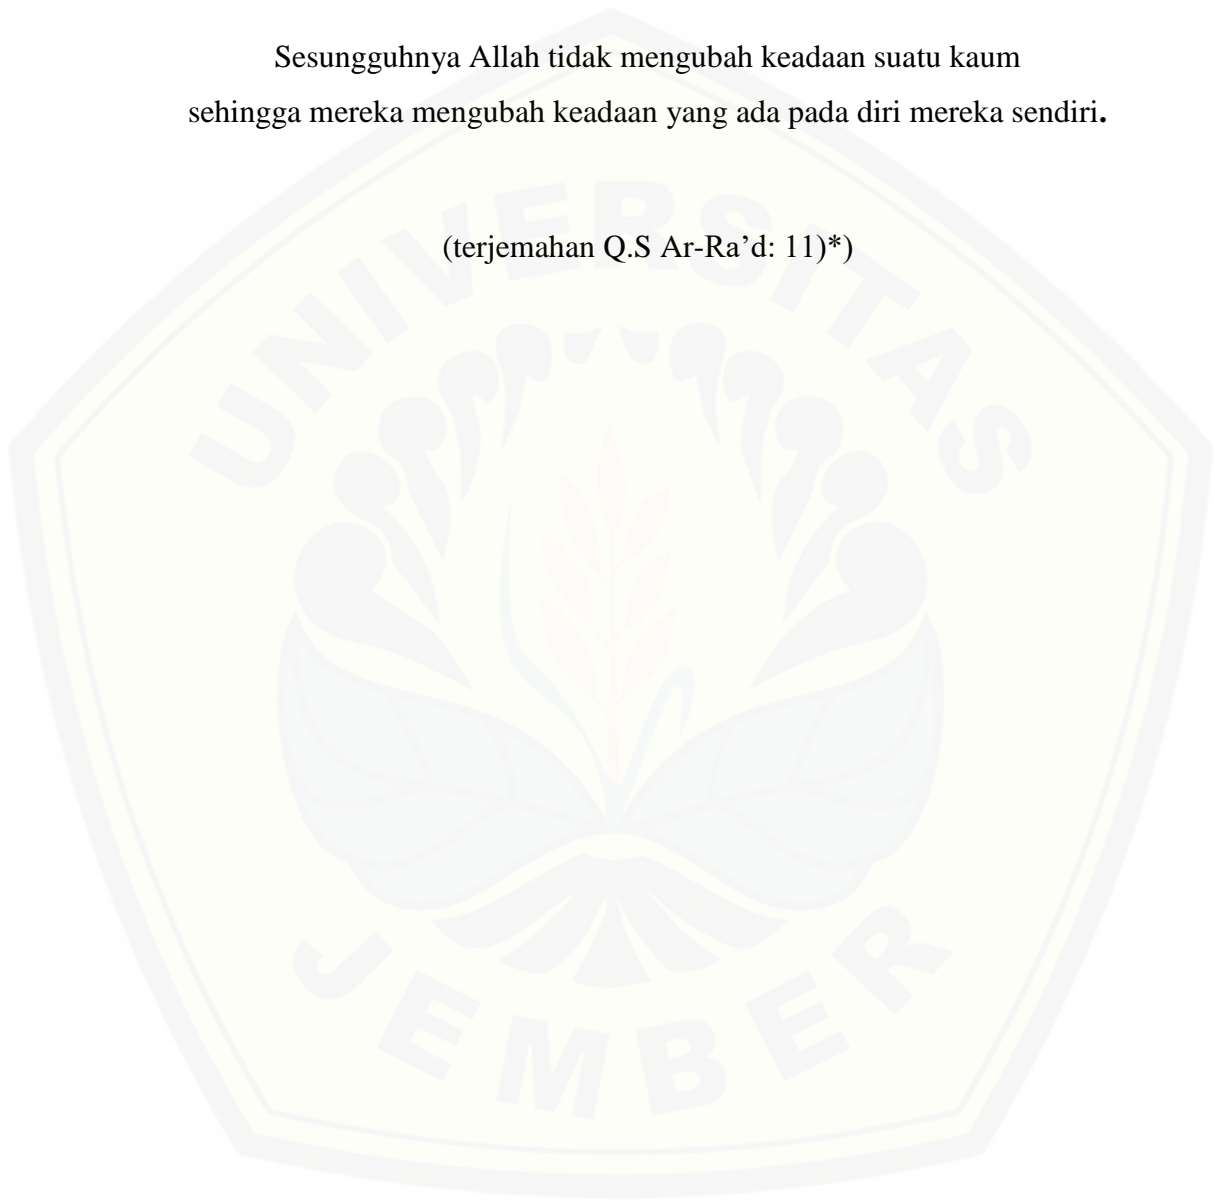 Sesungguhnya Allah tidak mengubah keadaan suatu kaum
sehingga mereka mengubah keadaan yang ada pada diri mereka sendiri.
(terjemahan Q.S Ar-Ra’d: 11)*)
UNIVERSITAS
JEMBER